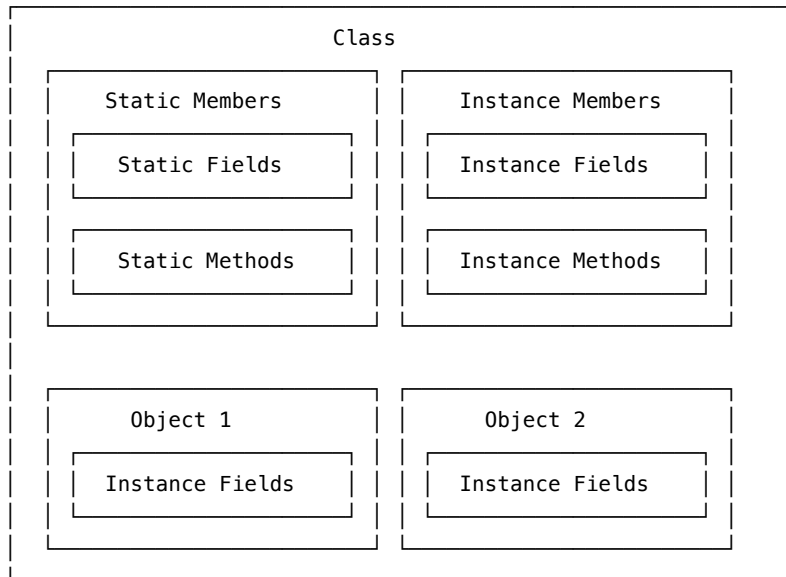 Class
Static Members Instance Members
Static Fields Instance Fields
Static Methods Instance Methods
Object 1 Object 2
Instance Fields Instance Fields